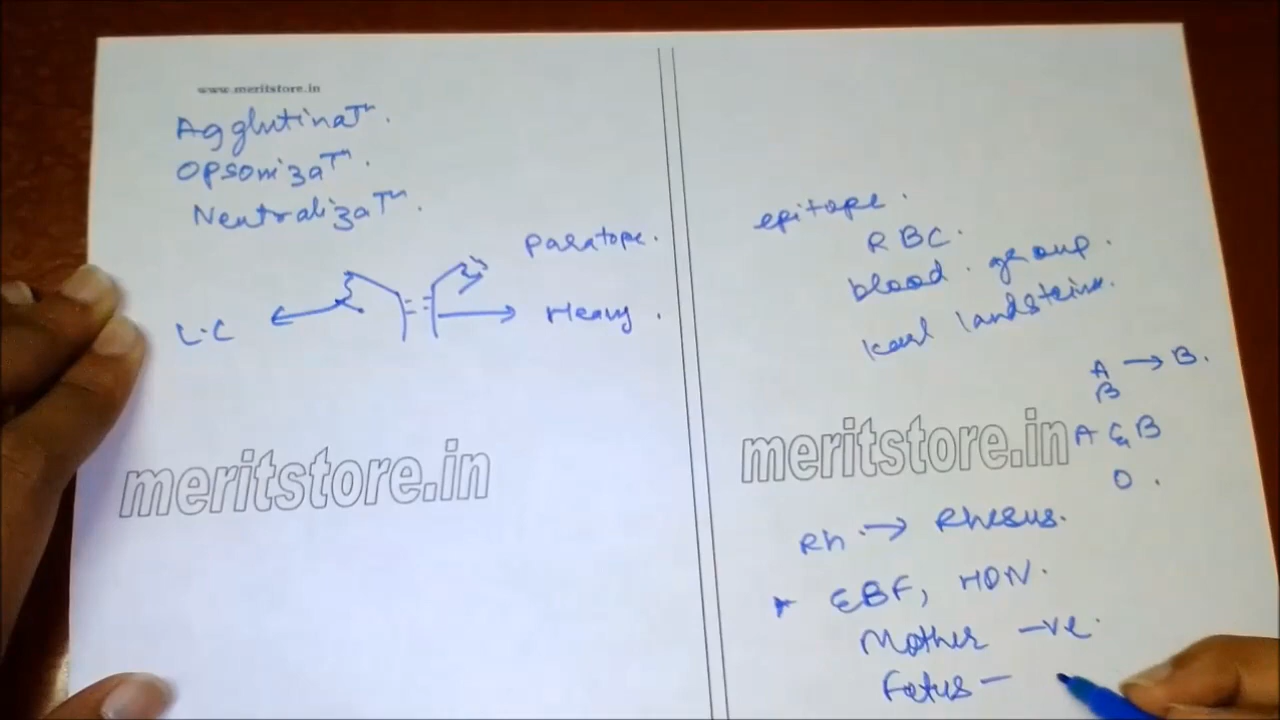 www.meritstore.in
AgglutinaTn.
OpsonizaTn.
NeutralizaTn.
Paratope.
L.C
Heavy.
meritstore.in
epitope.
RBC.
blood group.
Karl landsteiner.
A → B.
B
A & B
meritstore.in
O.
Rh. → Rhesus.
EBF, HDN.
Mother -ve.
Fetus -